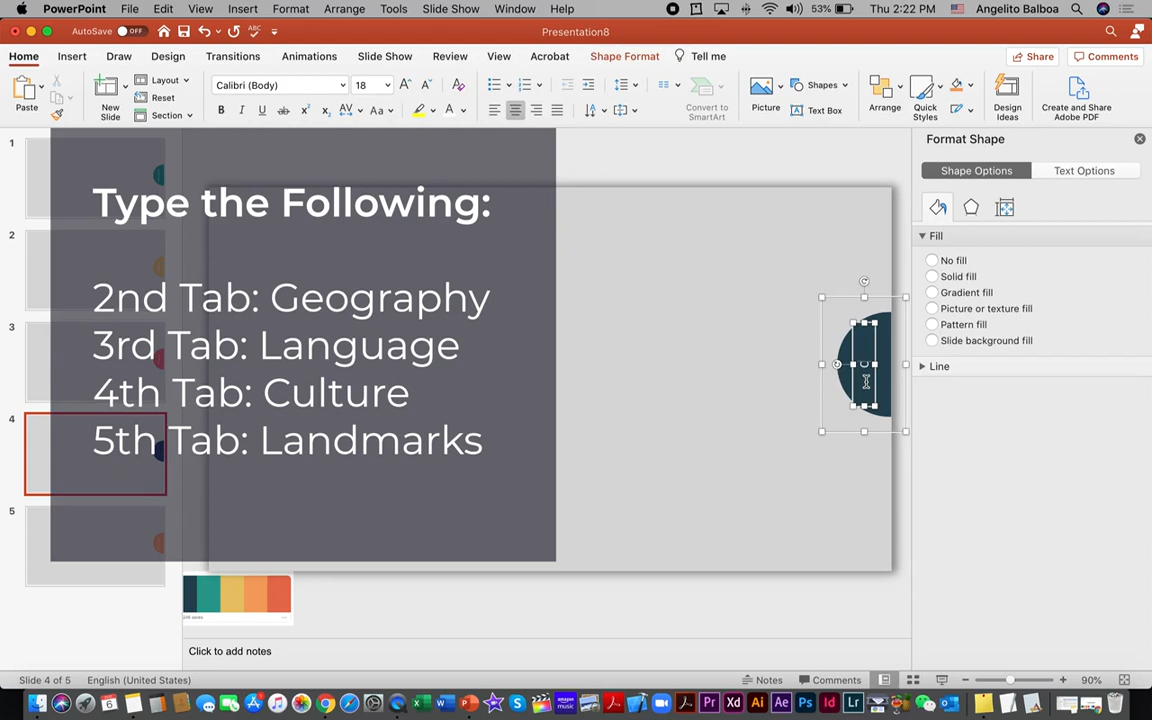 PowerPoint File Edit View Insert Format Arrange Tools Slide Show Window Help 53% Thu 2:22 PM Angelito Balboa
AutoSave OFF Presentation8
Home Insert Draw Design Transitions Animations Slide Show Review View Acrobat Shape Format Tell me Share Comments
Paste New Slide Layout Reset Section Calibri (Body) 18 Convert to SmartArt Picture Shapes Text Box Arrange Quick Styles Design Ideas Create and Share Adobe PDF
Format Shape
Shape Options Text Options
Fill
No fill
Solid fill
Gradient fill
Picture or texture fill
Pattern fill
Slide background fill
Line
1
2
3
4
5
Type the Following:
2nd Tab: Geography
3rd Tab: Language
4th Tab: Culture
5th Tab: Landmarks
C
Click to add notes
Slide 4 of 5 English (United States) Notes Comments 90%